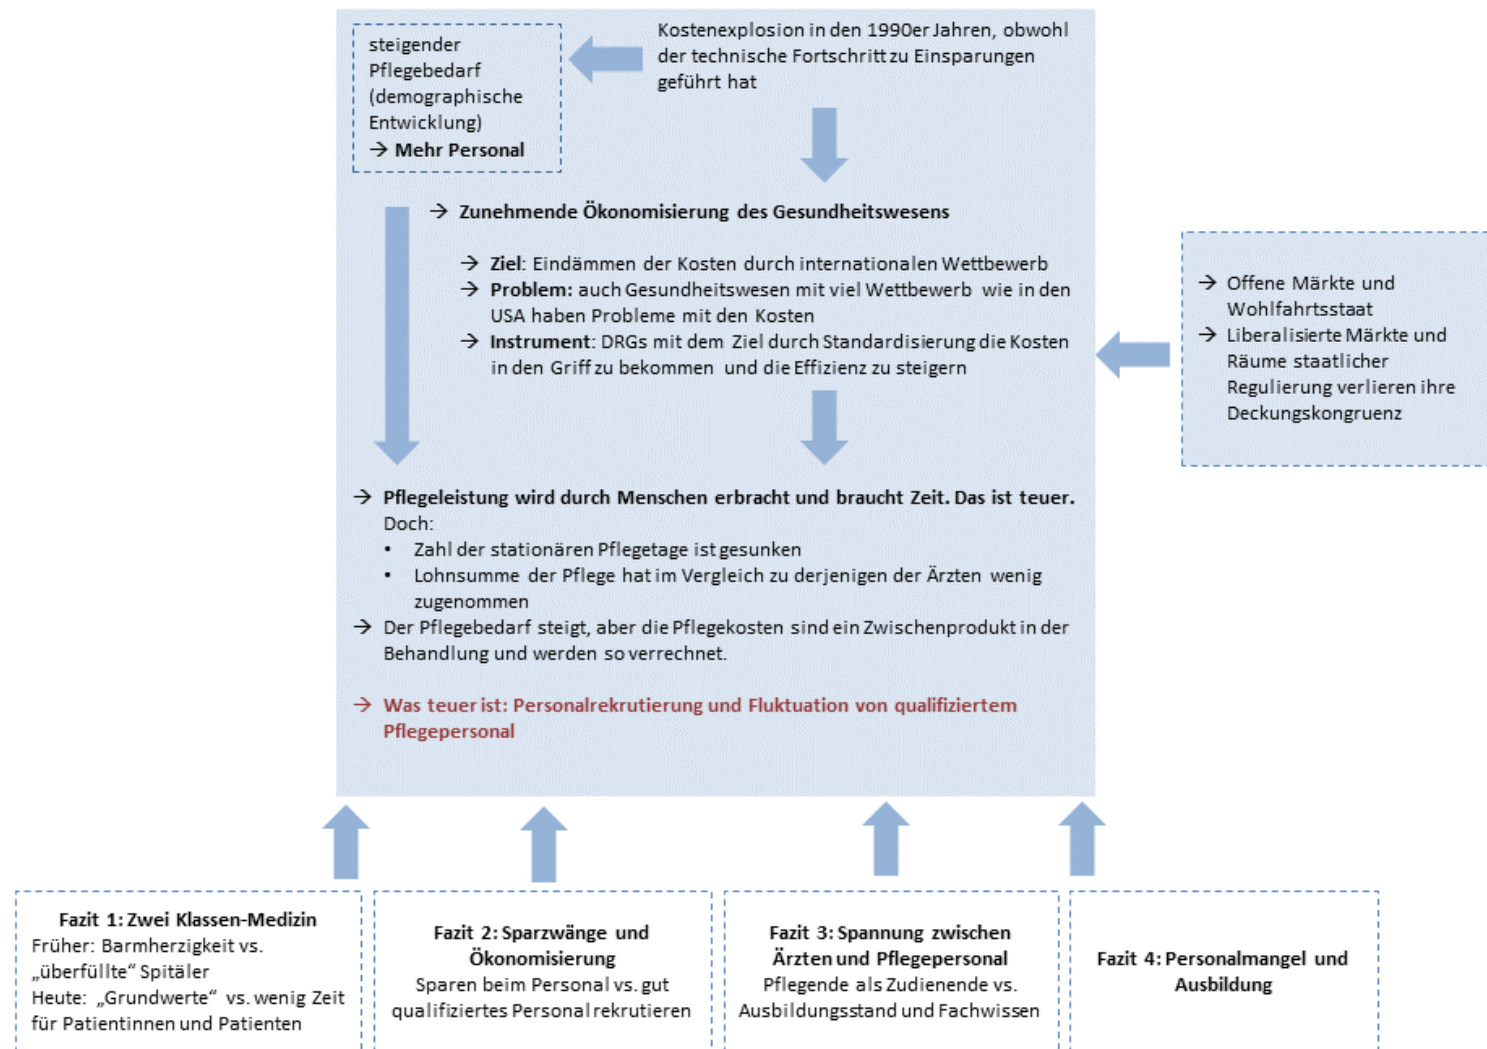 steigender
Pflegebedarf
(demographische
Entwicklung)
→ Mehr Personal
Kostenexplosion in den 1990er Jahren, obwohl
der technische Fortschritt zu Einsparungen
geführt hat
→ Zunehmende Ökonomisierung des Gesundheitswesens
→ Ziel: Eindämmen der Kosten durch internationalen Wettbewerb
→ Problem: auch Gesundheitswesen mit viel Wettbewerb wie in den
USA haben Probleme mit den Kosten
→ Instrument: DRGs mit dem Ziel durch Standardisierung die Kosten
in den Griff zu bekommen und die Effizienz zu steigern
→ Offene Märkte und
Wohlfahrtsstaat
→ Liberalisierte Märkte und
Räume staatlicher
Regulierung verlieren ihre
Deckungskongruenz
→ Pflegeleistung wird durch Menschen erbracht und braucht Zeit. Das ist teuer.
Doch:
• Zahl der stationären Pflegetage ist gesunken
• Lohnsumme der Pflege hat im Vergleich zu derjenigen der Ärzten wenig
zugenommen
→ Der Pflegebedarf steigt, aber die Pflegekosten sind ein Zwischenprodukt in der
Behandlung und werden so verrechnet.
→ Was teuer ist: Personalrekrutierung und Fluktuation von qualifiziertem
Pflegepersonal
Fazit 1: Zwei Klassen-Medizin
Früher: Barmherzigkeit vs.
„überfüllte“ Spitäler
Heute: „Grundwerte“ vs. wenig Zeit
für Patientinnen und Patienten
Fazit 2: Sparzwänge und
Ökonomisierung
Sparen beim Personal vs. gut
qualifiziertes Personal rekrutieren
Fazit 3: Spannung zwischen
Ärzten und Pflegepersonal
Pflegende als Zudienende vs.
Ausbildungsstand und Fachwissen
Fazit 4: Personalmangel und
Ausbildung